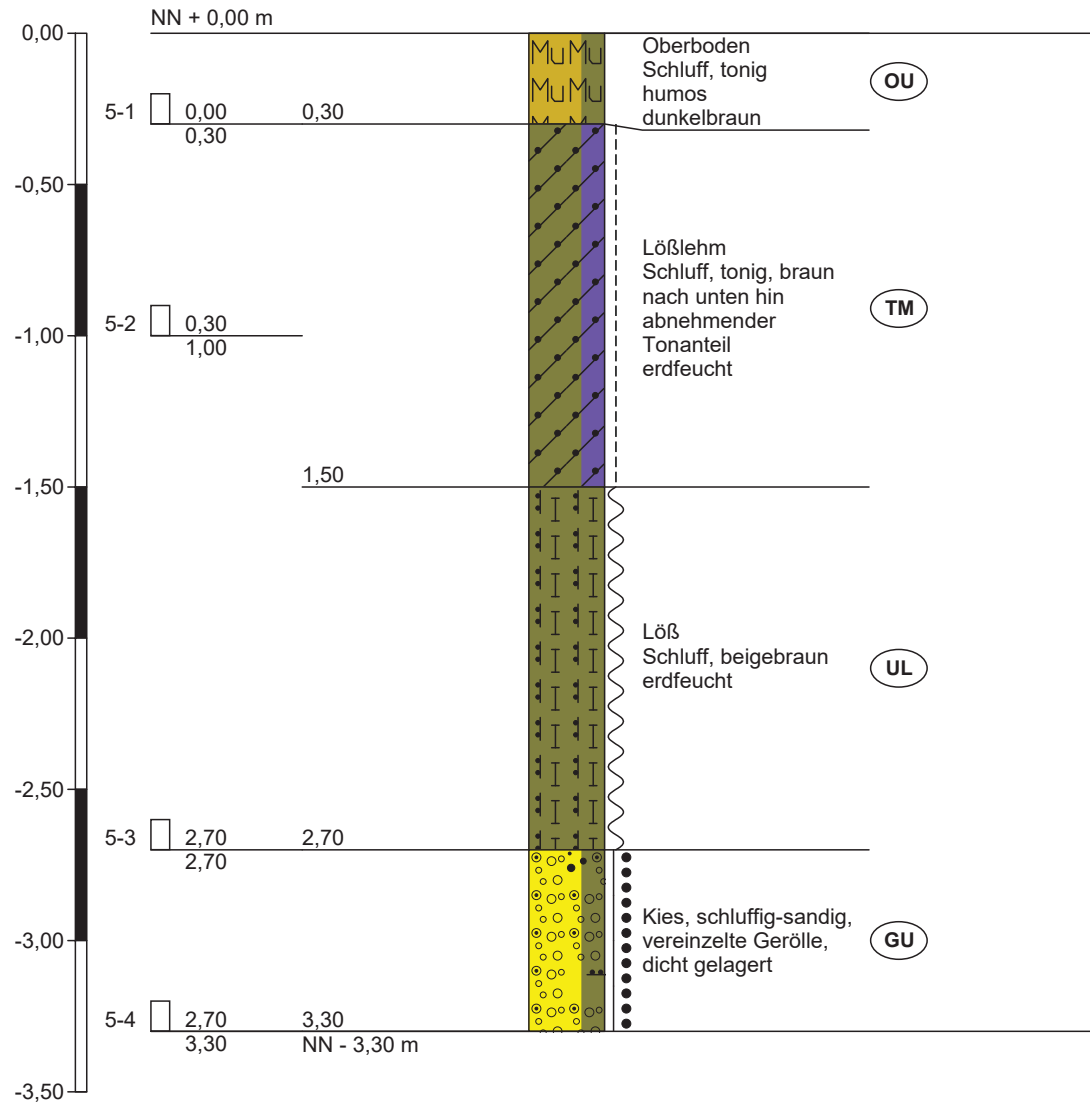 NN + 0,00 m
0,00
Oberboden
Schluff, tonig
humos
dunkelbraun
OU
MuMu
MuMu
5-1 0,00 0,30
0,30
-0,50
Lößlehm
Schluff, tonig, braun
nach unten hin
abnehmender
Tonanteil
erdfeucht
TM
5-2 0,30
-1,00 1,00
1,50
-1,50
-2,00
Löß
Schluff, beigebraun
erdfeucht
UL
-2,50
5-3 2,70 2,70
2,70
Kies, schluffig-sandig,
vereinzelte Gerölle,
dicht gelagert
GU
-3,00
5-4 2,70 3,30
3,30 NN - 3,30 m
-3,50